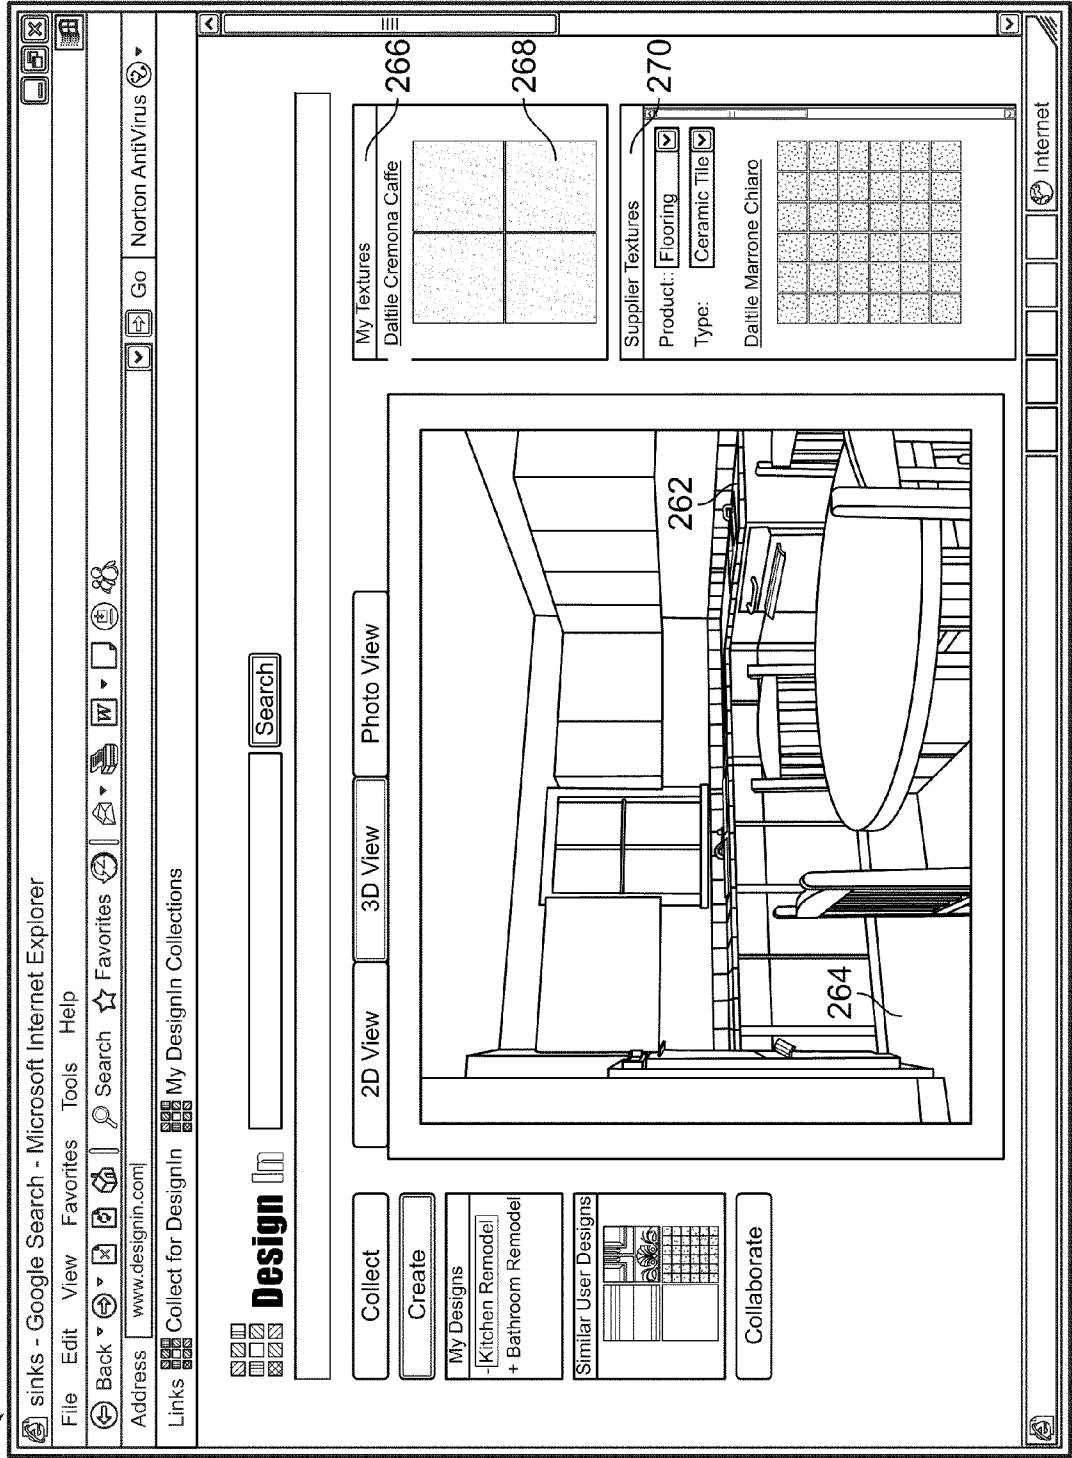 sinks - Google Search - Microsoft Internet Explorer
File Edit View Favorites Tools Help
Back Search Favorites W
Address www.designin.com Go Norton AntiVirus
Links Collect for DesignIn My DesignIn Collections
Design In Search
Collect
Create
My Designs
- Kitchen Remodel
+ Bathroom Remodel
Similar User Designs
Collaborate
2D View 3D View Photo View
262
264
My Textures
266
Daltile Cremona Caffe
268
Supplier Textures
270
Product:: Flooring
Type: Ceramic Tile
Daltile Marrone Chiaro
Internet